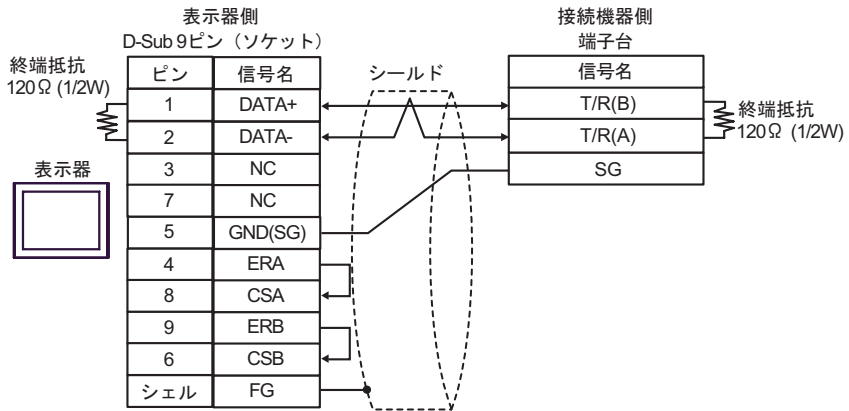 表示器側
D-Sub 9ピン（ソケット）
接続機器側
端子台
終端抵抗
120Ω (1/2W)
ピン 信号名
シールド
信号名
1 DATA+
T/R(B)
終端抵抗
120Ω (1/2W)
2 DATA-
T/R(A)
表示器
3 NC
SG
7 NC
5 GND(SG)
4 ERA
8 CSA
9 ERB
6 CSB
シェル FG